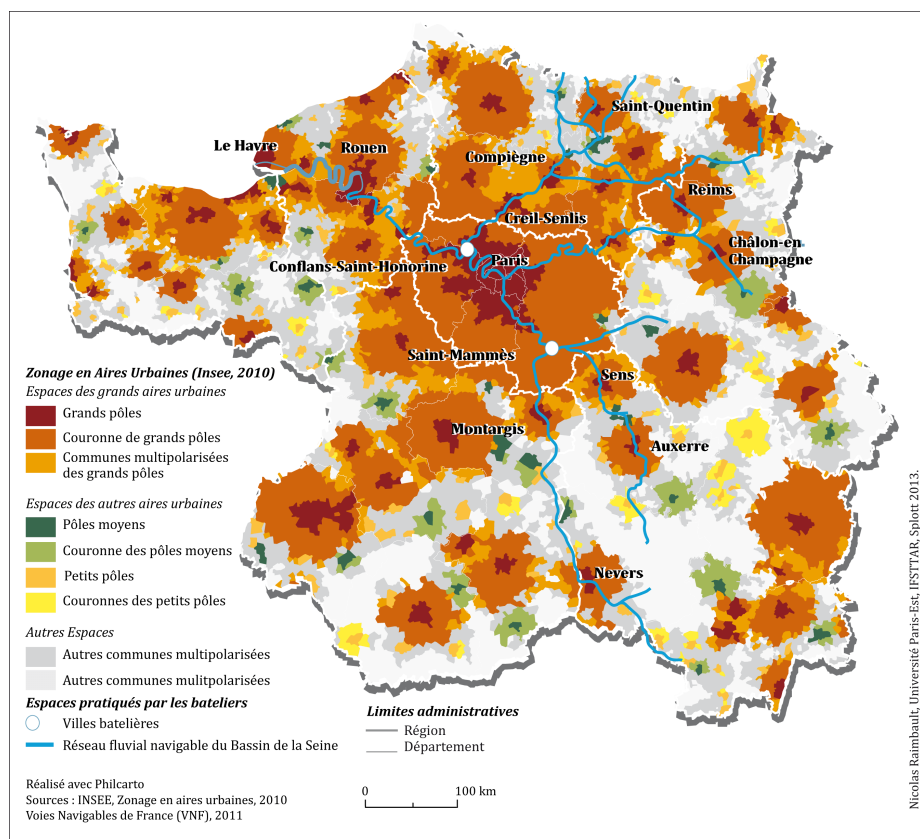 Saint-Quentin
Le Havre
Rouen
Compiègne
Reims
Creil-Senlis
Châlon-en-
Champagne
Paris
Conflans-Saint-Honorine
Saint-Mammès
Sens
Montargis
Auxerre
Nevers
Zonage en Aires Urbaines (Insee, 2010)
Espaces des grands aires urbaines
Grands pôles
Couronne de grands pôles
Communes multipolarisées
des grands pôles
Espaces des autres aires urbaines
Pôles moyens
Couronne des pôles moyens
Petits pôles
Couronnes des petits pôles
Autres Espaces
Autres communes multipolarisées
Autres communes mulitpolarisées
Espaces pratiqués par les bateliers
Villes batelières
Réseau fluvial navigable du Bassin de la Seine
Limites administratives
Région
Département
Réalisé avec Philcarto
Sources : INSEE, Zonage en aires urbaines, 2010
Voies Navigables de France (VNF), 2011
0 100 km
Nicolas Raimbault, Université Paris-Est, IFSTTAR, Splott 2013.